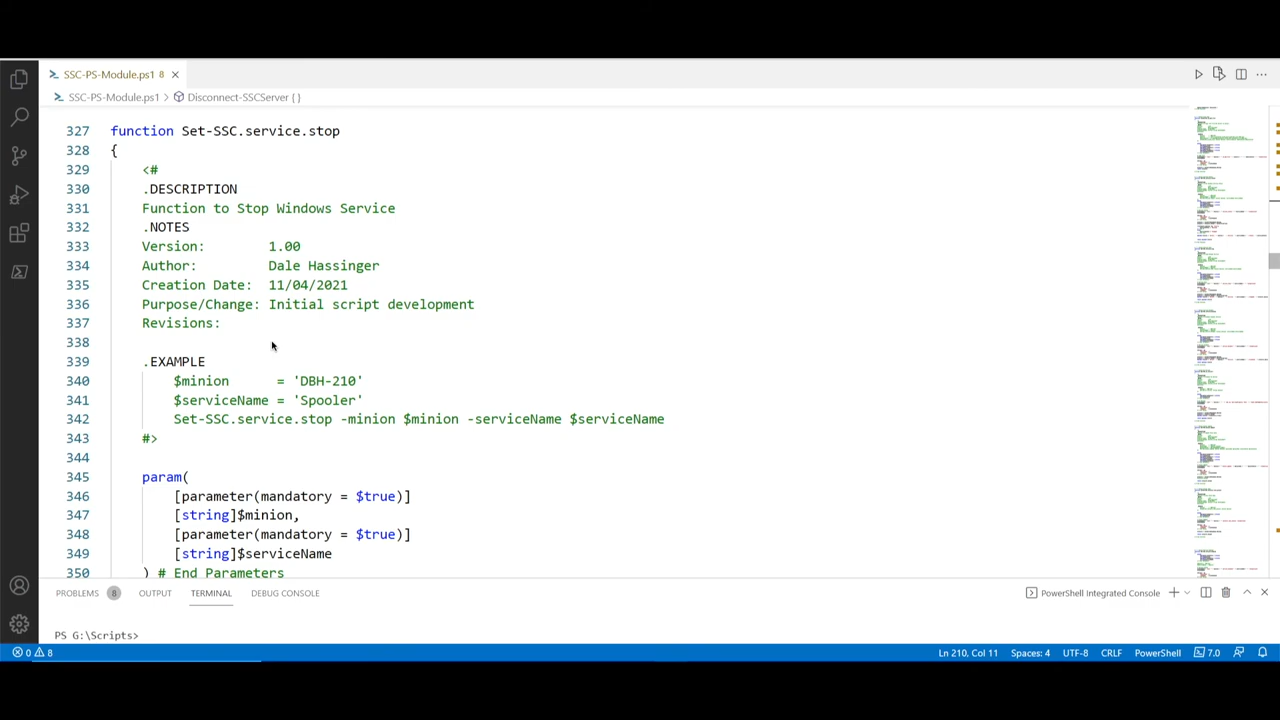 SSC-PS-Module.ps1 8
SSC-PS-Module.ps1 > Disconnect-SSCServer { }
327 function Set-SSC.service.stop
328 {
329 <#
330 .DESCRIPTION
331 Function to Stop Windows Service
332 .NOTES
333 Version: 1.00
334 Author: Dale Hassinger
335 Creation Date: 11/04/2021
336 Purpose/Change: Initial script development
337 Revisions:
338
339 .EXAMPLE
340 $minion = 'DBH-210'
341 $serviceName = 'Spooler'
342 Set-SSC.service.stop -minion $minion -serviceName $serviceName
343 #>
344
345 param(
346 [parameter(mandatory = $true)]
347 [string]$minion,
348 [parameter(mandatory = $true)]
349 [string]$serviceName
350 ) # End Parameters
PROBLEMS 8 OUTPUT TERMINAL DEBUG CONSOLE PowerShell Integrated Console
PS G:\Scripts>
0 8 Ln 210, Col 11 Spaces: 4 UTF-8 CRLF PowerShell 7.0